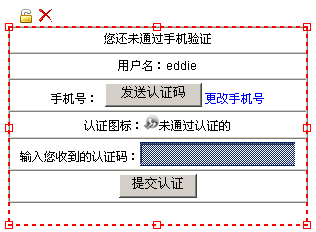 您还未通过手机验证
用户名：eddie
手机号： 发送认证码 更改手机号
认证图标：未通过认证的
输入您收到的认证码：
提交认证